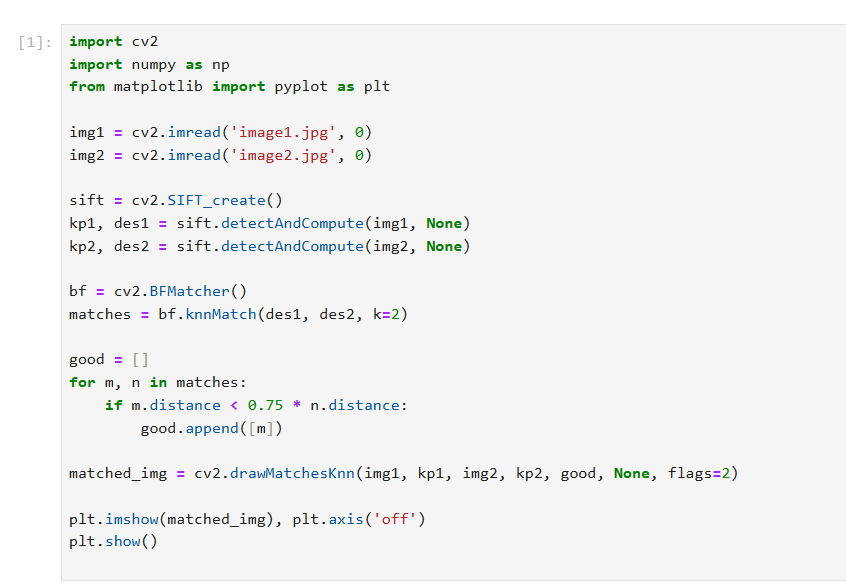 [1]:
import cv2
import numpy as np
from matplotlib import pyplot as plt
img1 = cv2.imread('image1.jpg', 0)
img2 = cv2.imread('image2.jpg', 0)
sift = cv2.SIFT_create()
kp1, des1 = sift.detectAndCompute(img1, None)
kp2, des2 = sift.detectAndCompute(img2, None)
bf = cv2.BFMatcher()
matches = bf.knnMatch(des1, des2, k=2)
good = []
for m, n in matches:
    if m.distance < 0.75 * n.distance:
        good.append([m])
matched_img = cv2.drawMatchesKnn(img1, kp1, img2, kp2, good, None, flags=2)
plt.imshow(matched_img), plt.axis('off')
plt.show()